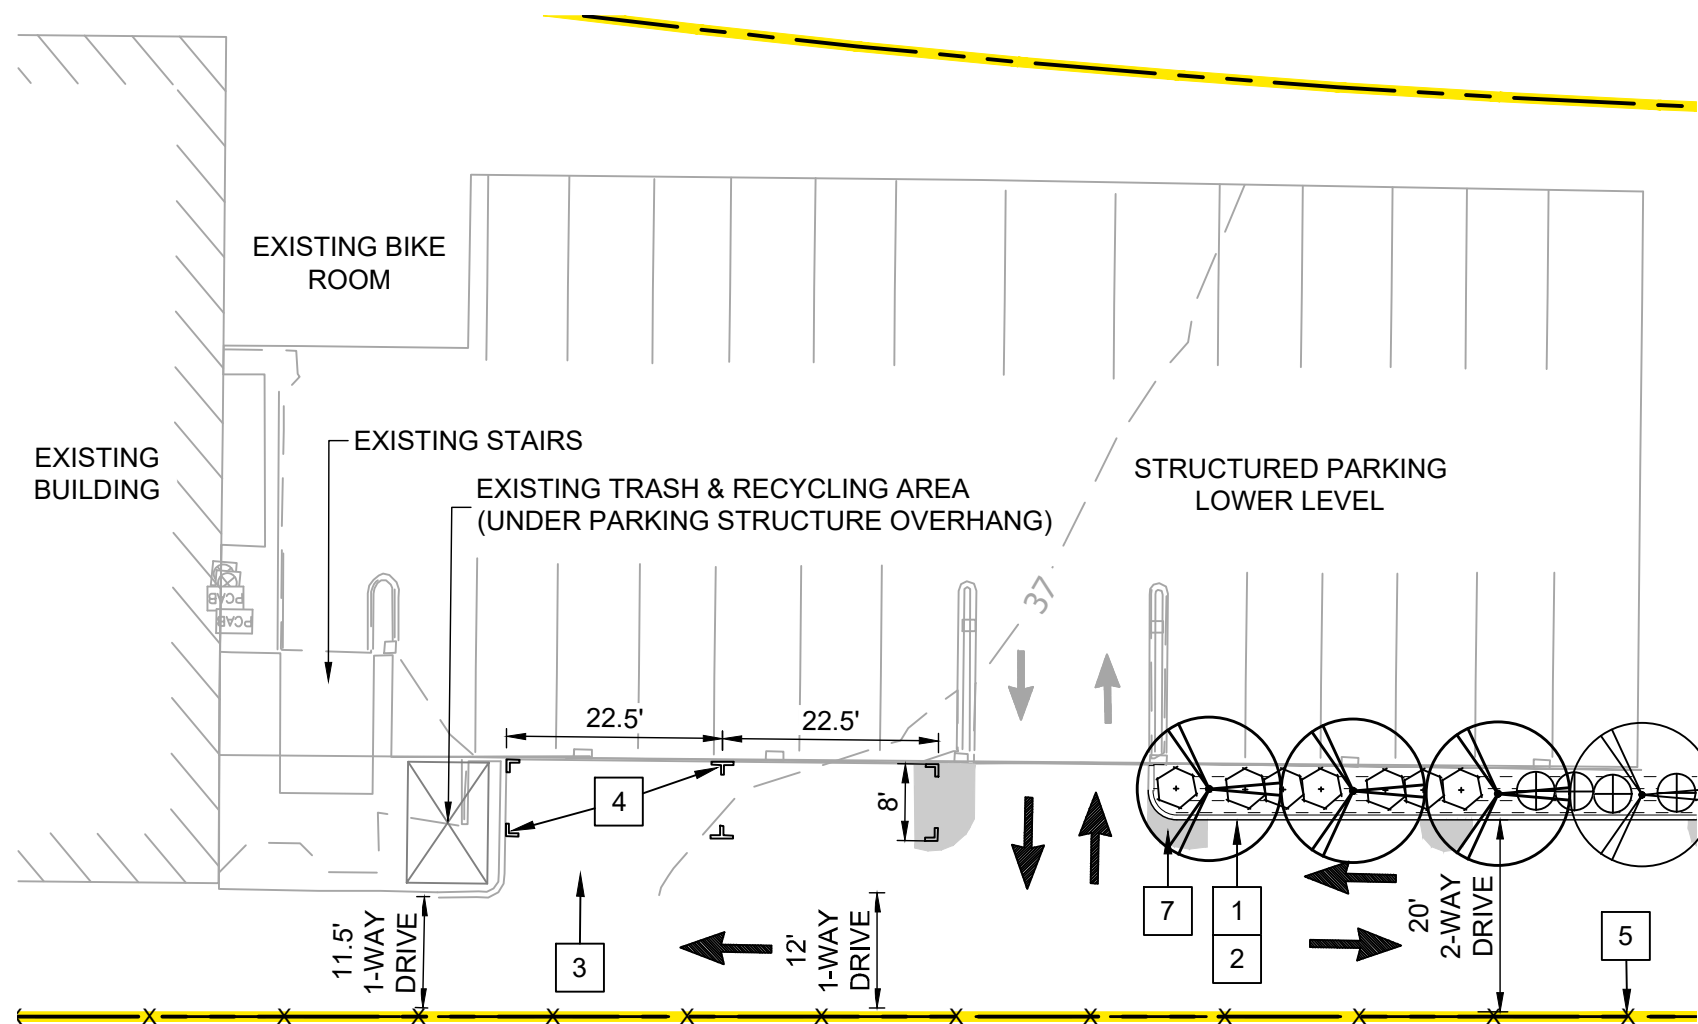 EXISTING BIKE
ROOM
EXISTING STAIRS
EXISTING
BUILDING
EXISTING TRASH & RECYCLING AREA
(UNDER PARKING STRUCTURE OVERHANG)
STRUCTURED PARKING
LOWER LEVEL
PCAB
PCAB
37
22.5'
22.5'
4
8'
7
1
2
3
5
11.5'
1-WAY
DRIVE
12'
1-WAY
DRIVE
20'
2-WAY
DRIVE
X X X X X X X X X X X X X